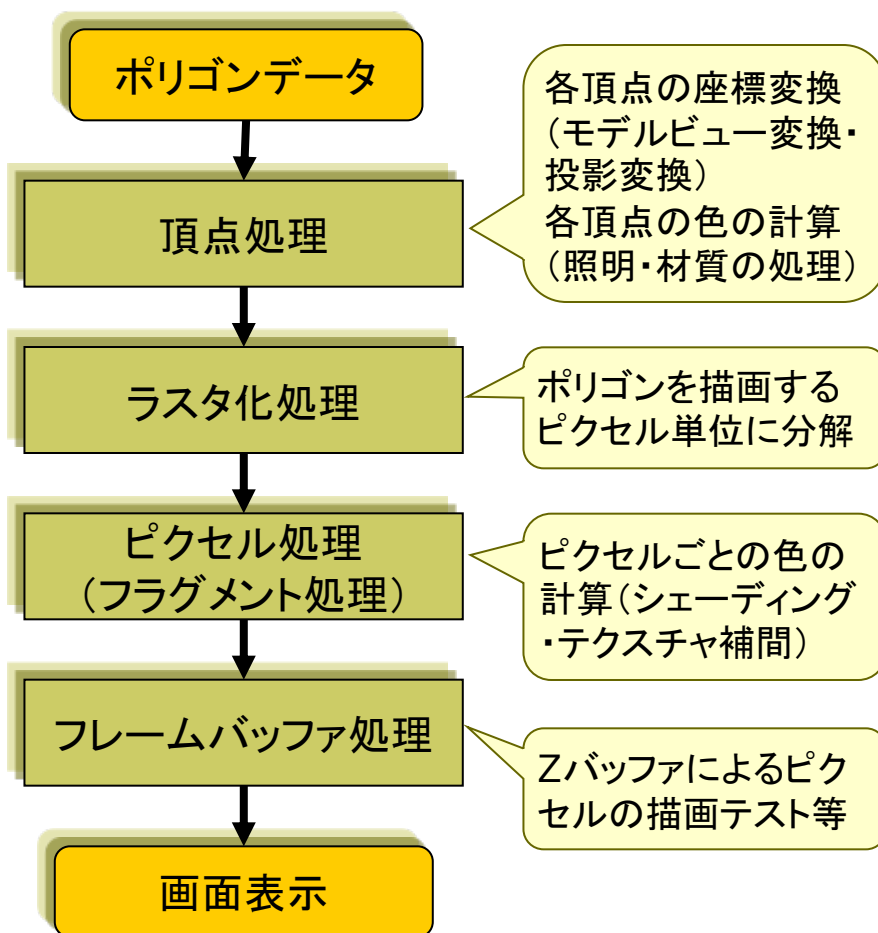 ポリゴンデータ
各頂点の座標変換
(モデルビュー変換・
投影変換)
各頂点の色の計算
(照明・材質の処理)
頂点処理
ラスタ化処理
ポリゴンを描画する
ピクセル単位に分解
ピクセル処理
(フラグメント処理)
ピクセルごとの色の
計算(シェーディング
・テクスチャ補間)
フレームバッファ処理
Zバッファによるピク
セルの描画テスト等
画面表示